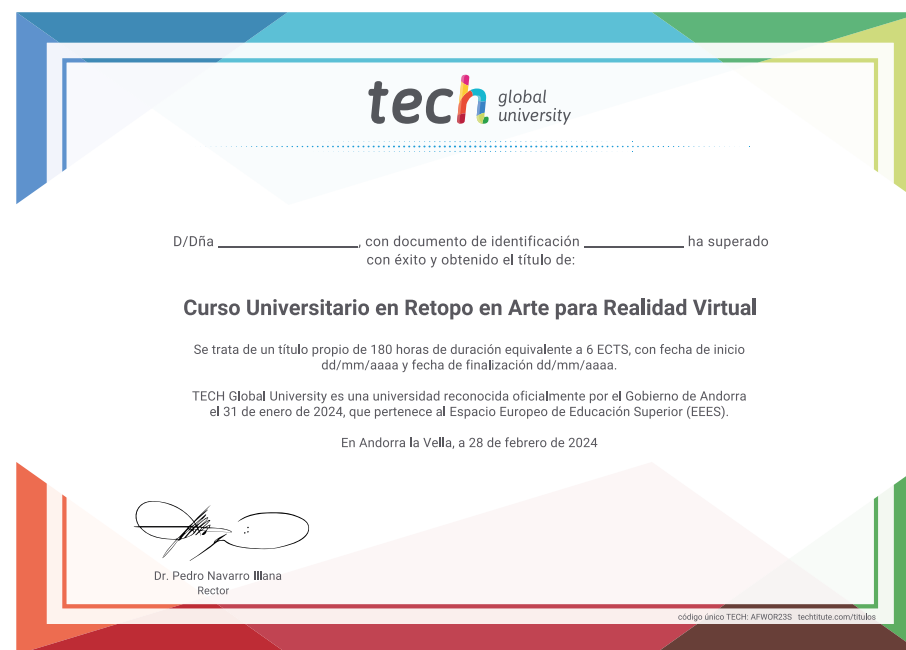 tech global university
D/Dña ____________, con documento de identificación ____________ ha superado
con éxito y obtenido el título de:
Curso Universitario en Retopo en Arte para Realidad Virtual
Se trata de un título propio de 180 horas de duración equivalente a 6 ECTS, con fecha de inicio
dd/mm/aaaa y fecha de finalización dd/mm/aaaa.
TECH Global University es una universidad reconocida oficialmente por el Gobierno de Andorra
el 31 de enero de 2024, que pertenece al Espacio Europeo de Educación Superior (EEES).
En Andorra la Vella, a 28 de febrero de 2024
Dr. Pedro Navarro Illana
Rector
código único TECH: AFWOR23S techtitute.com/titulos